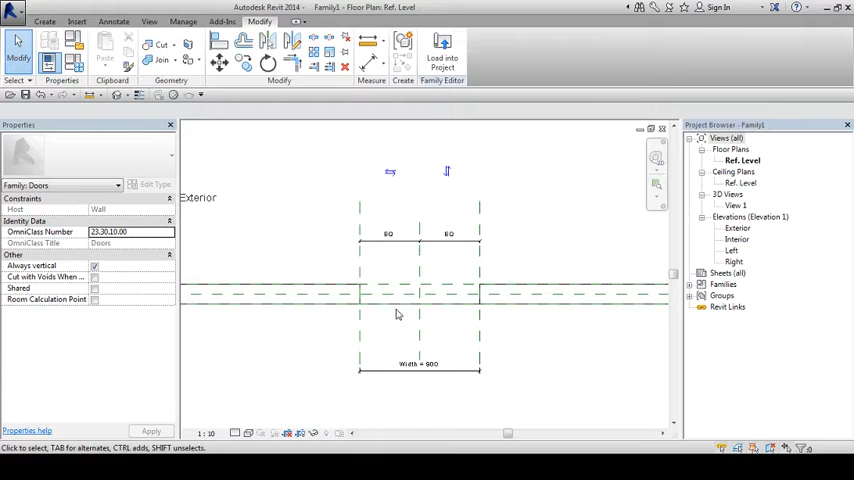 Autodesk Revit 2014 - Family1 - Floor Plan: Ref. Level
Sign In
Create Insert Annotate View Manage Add-Ins Modify
Modify
Paste
Cut
Join
Load into
Project
Select Properties Clipboard Geometry Modify Measure Create Family Editor
Properties
Family: Doors
Edit Type
Constraints
Host Wall
Identity Data
OmniClass Number 23.30.10.00
OmniClass Title Doors
Other
Always vertical
Cut with Voids When ...
Shared
Room Calculation Point
Properties help
Apply
Exterior
EQ EQ
Width = 900
1 : 10
Project Browser - Family1
Views (all)
Floor Plans
Ref. Level
Ceiling Plans
Ref. Level
3D Views
View 1
Elevations (Elevation 1)
Exterior
Interior
Left
Right
Sheets (all)
Families
Groups
Revit Links
Click to select, TAB for alternates, CTRL adds, SHIFT unselects.
:0